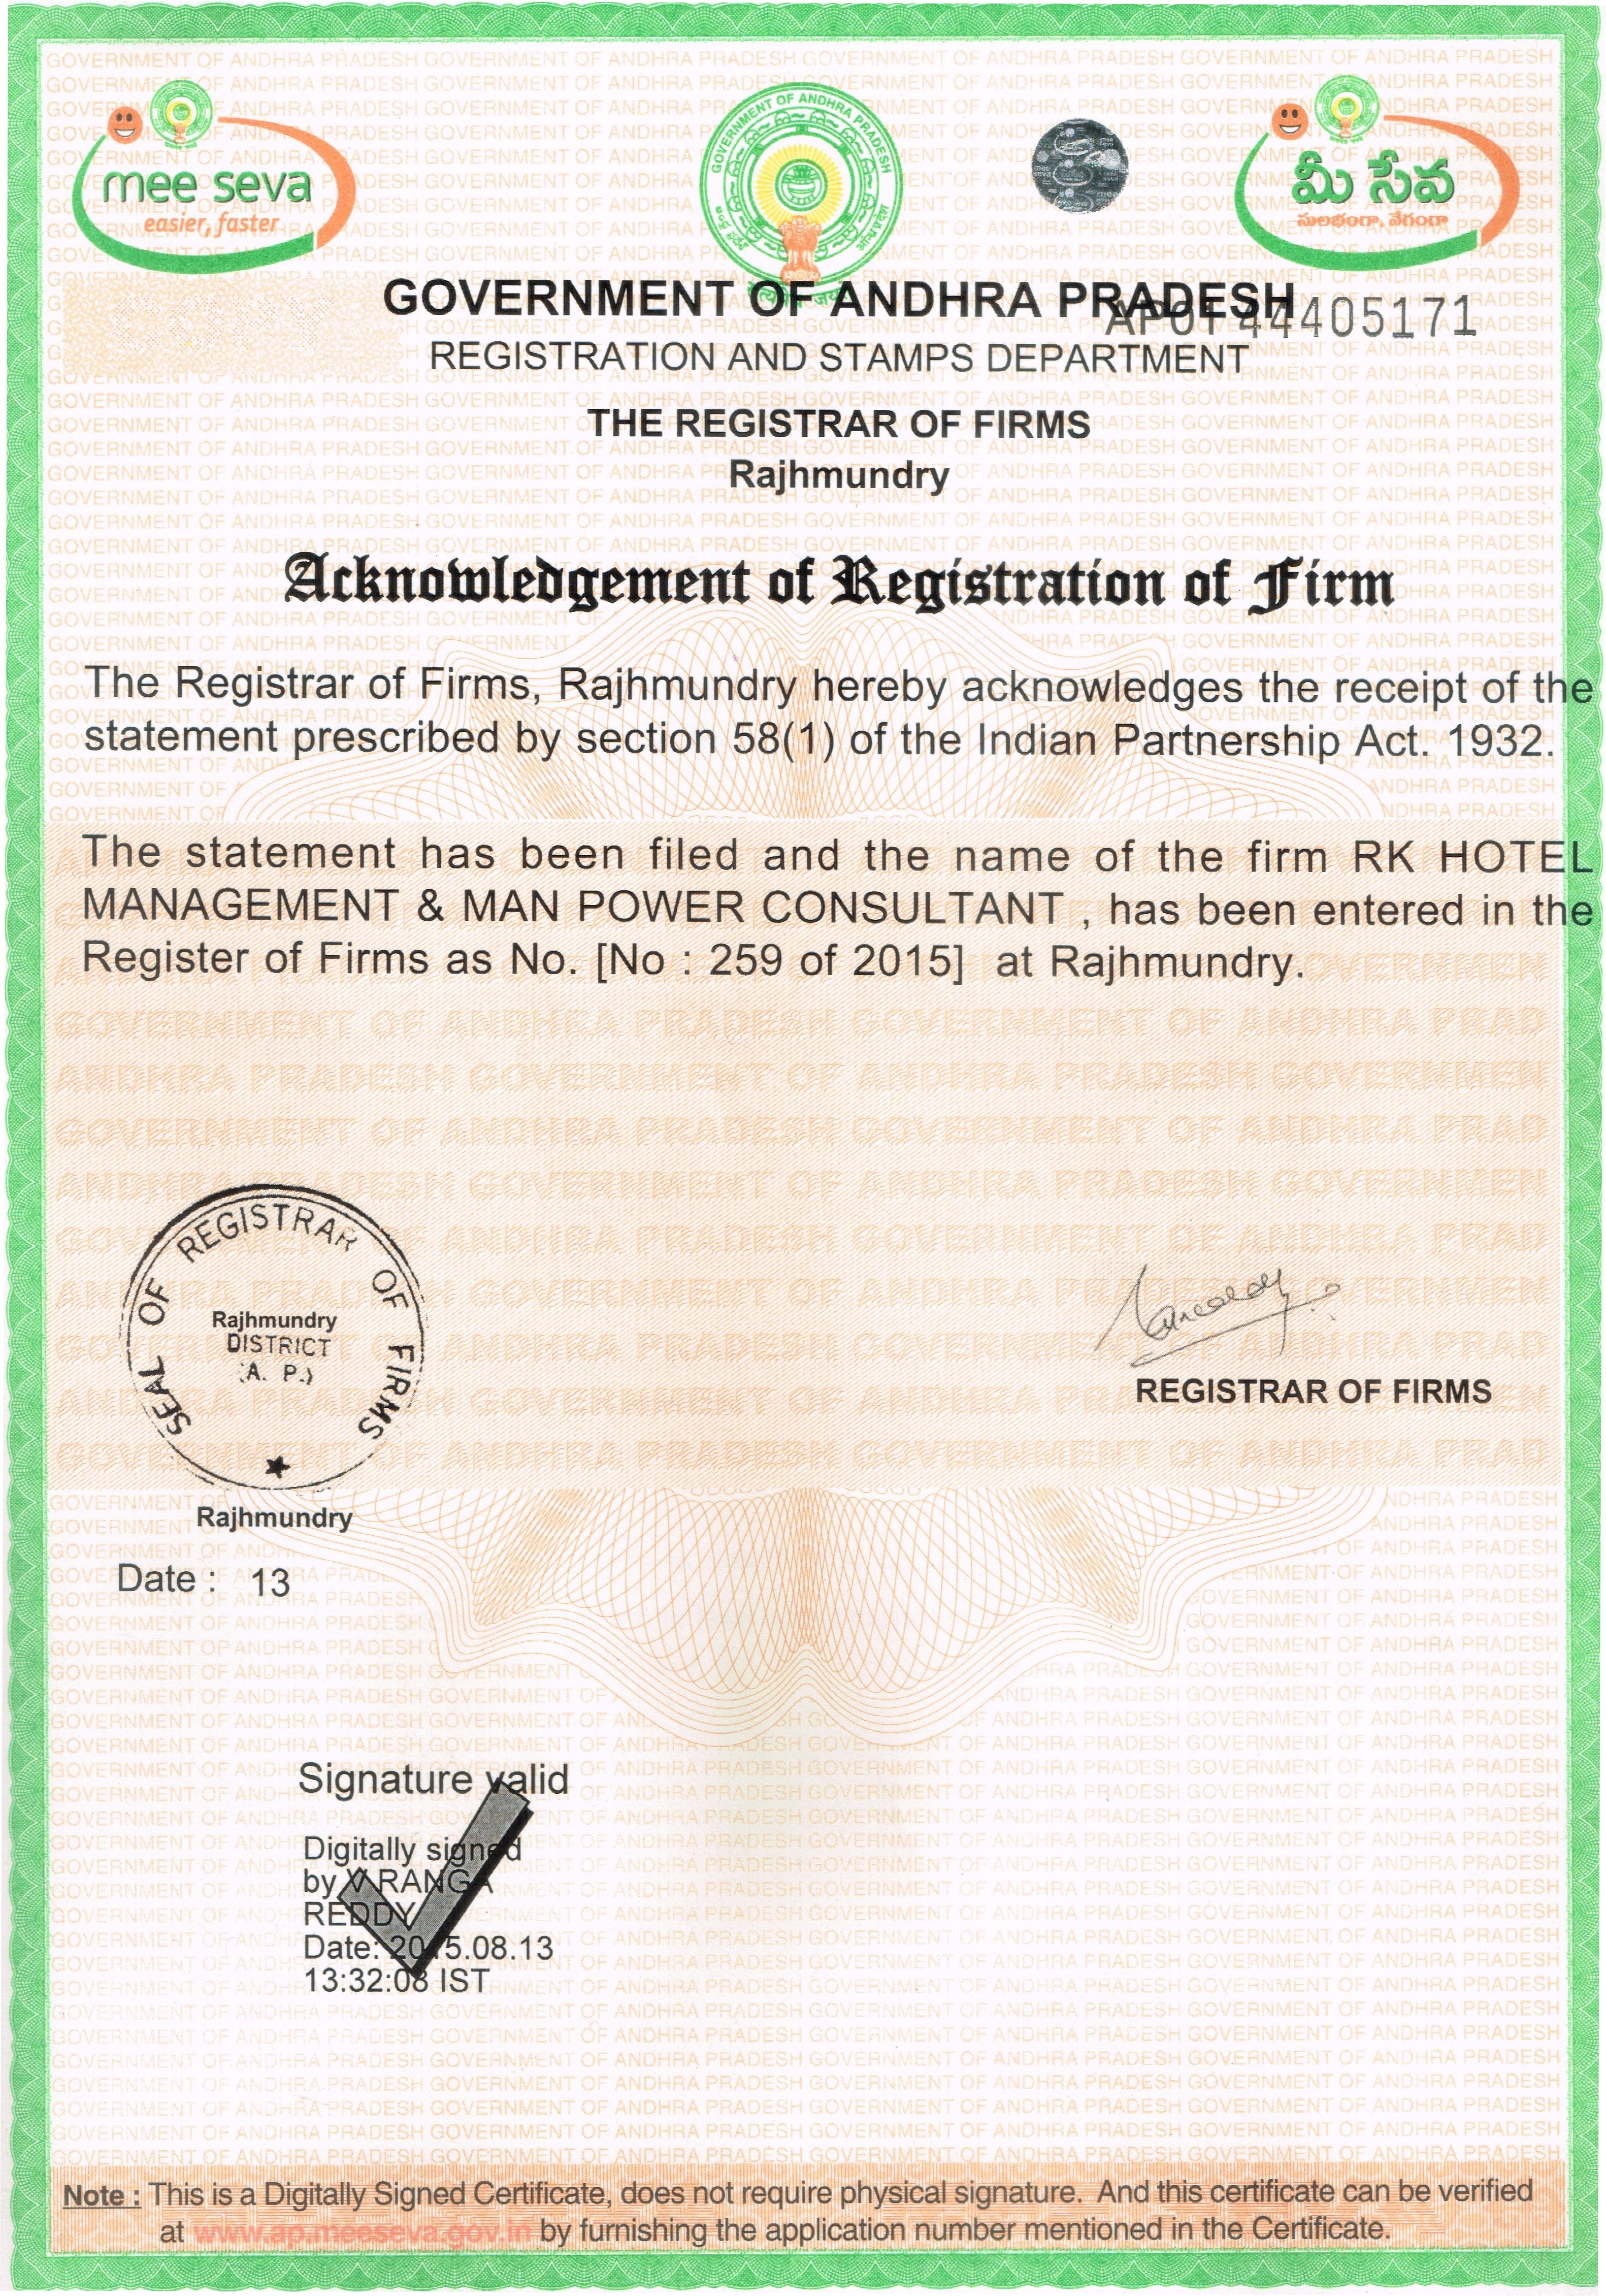 mee seva
easier, faster
GOVERNMENT OF ANDHRA PRADESH
మీ సేవ
సులభంగా, వేగంగా
GOVERNMENT OF ANDHRA PRADESH
44405171
REGISTRATION AND STAMPS DEPARTMENT
THE REGISTRAR OF FIRMS
Rajhmundry
Acknowledgement of Registration of Firm
The Registrar of Firms, Rajhmundry hereby acknowledges the receipt of the
statement prescribed by section 58(1) of the Indian Partnership Act. 1932.
The statement has been filed and the name of the firm RK HOTEL
MANAGEMENT & MAN POWER CONSULTANT , has been entered in the
Register of Firms as No. [No : 259 of 2015] at Rajhmundry.
SEAL OF REGISTRAR OF FIRMS
Rajhmundry
DISTRICT
(A. P.)
REGISTRAR OF FIRMS
Rajhmundry
Date : 13
Signature valid
Digitally signed
by V RANGA
REDDY
Date: 2015.08.13
13:32:08 IST
Note : This is a Digitally Signed Certificate, does not require physical signature. And this certificate can be verified
at www.ap.meeseva.gov.in by furnishing the application number mentioned in the Certificate.